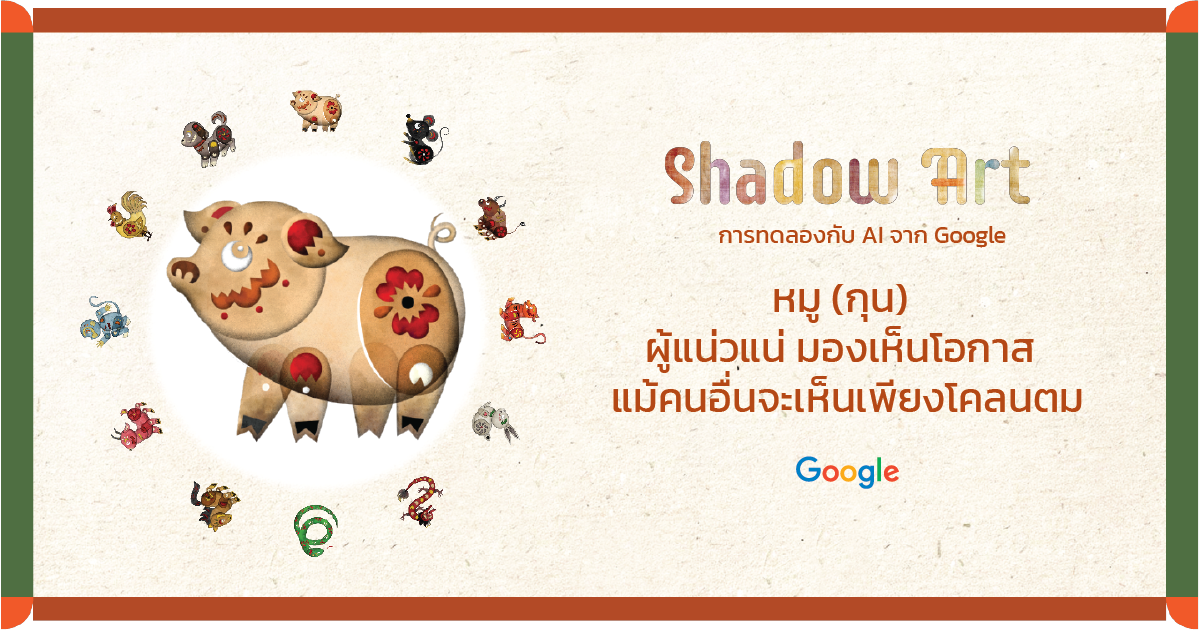 Shadow Art
การทดลองกับ AI จาก Google
หมู (กุน)
ผู้แน่วแน่ มองเห็นโอกาส
แม้คนอื่นจะเห็นเพียงโคลนตม
Google